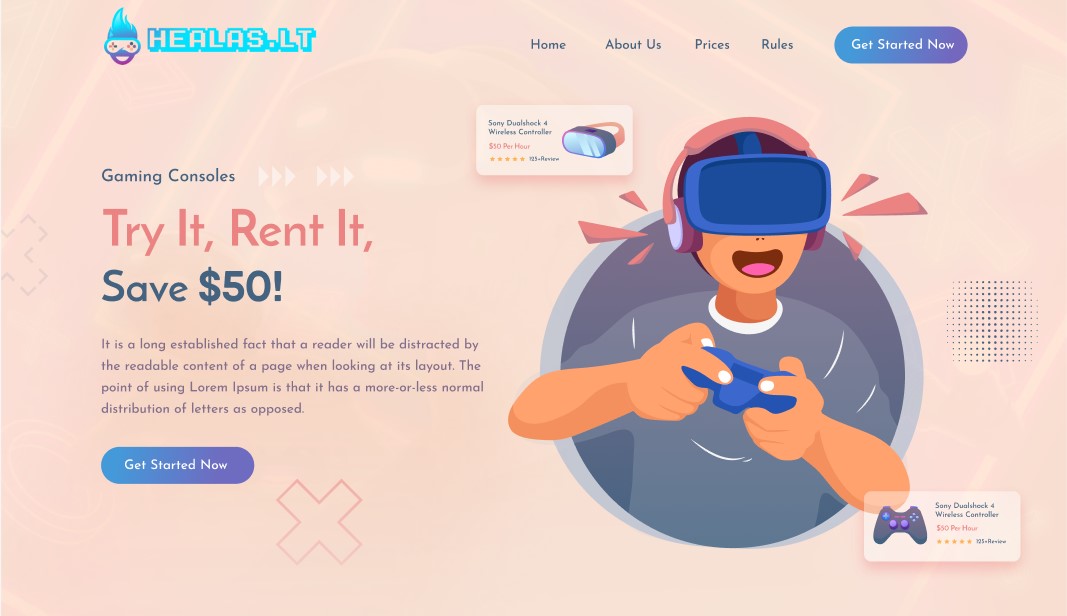 HEALAS.LT
Home
About Us
Prices
Rules
Get Started Now
Sony Dualshock 4
Wireless Controller
$50 Per Hour
125+Review
Gaming Consoles
Try It, Rent It,
Save $50!
It is a long established fact that a reader will be distracted by
the readable content of a page when looking at its layout. The
point of using Lorem Ipsum is that it has a more-or-less normal
distribution of letters as opposed.
Get Started Now
Sony Dualshock 4
Wireless Controller
$50 Per Hour
125+Review